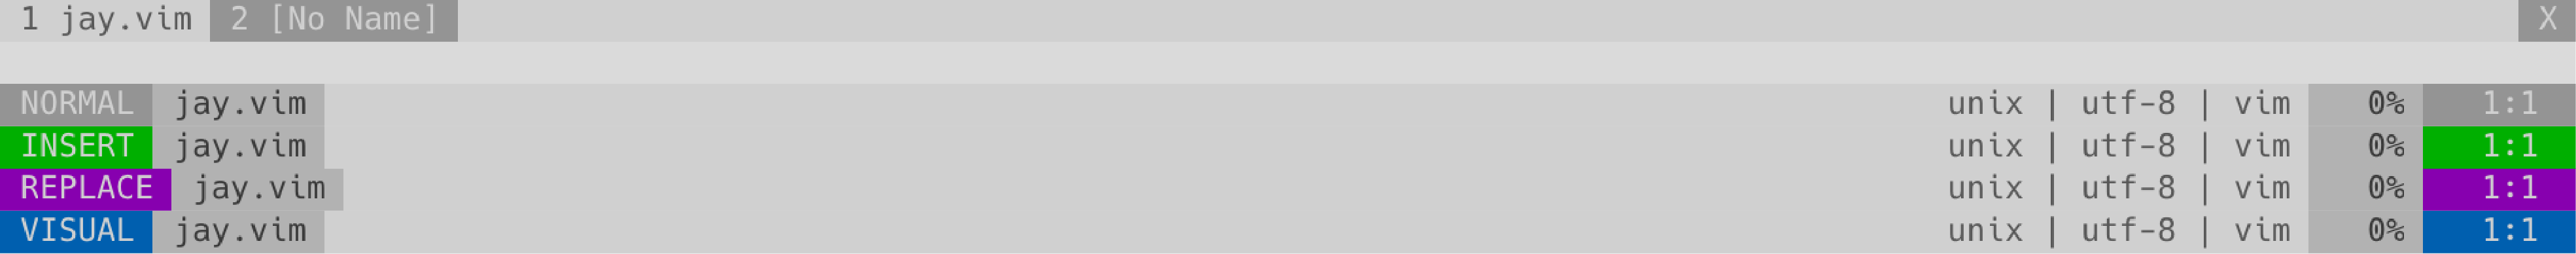 1 jay.vim 2 [No Name] X
NORMAL jay.vim unix | utf-8 | vim 0% 1:1
INSERT jay.vim unix | utf-8 | vim 0% 1:1
REPLACE jay.vim unix | utf-8 | vim 0% 1:1
VISUAL jay.vim unix | utf-8 | vim 0% 1:1